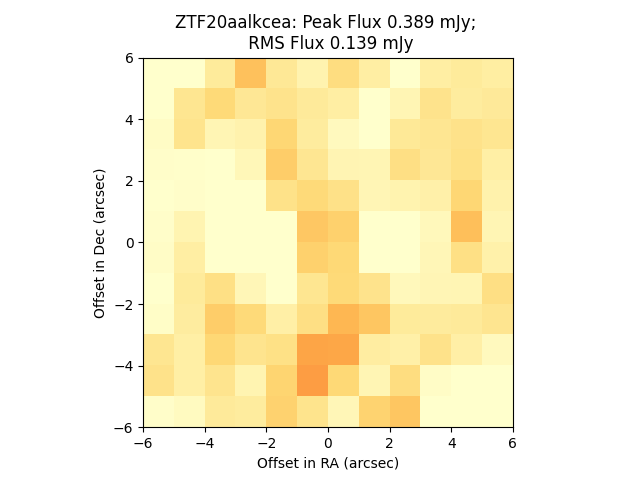 ZTF20aalkcea: Peak Flux 0.389 mJy;
RMS Flux 0.139 mJy
6
4
2
0
−2
−4
−6
Offset in Dec (arcsec)
−6 −4 −2 0 2 4 6
Offset in RA (arcsec)